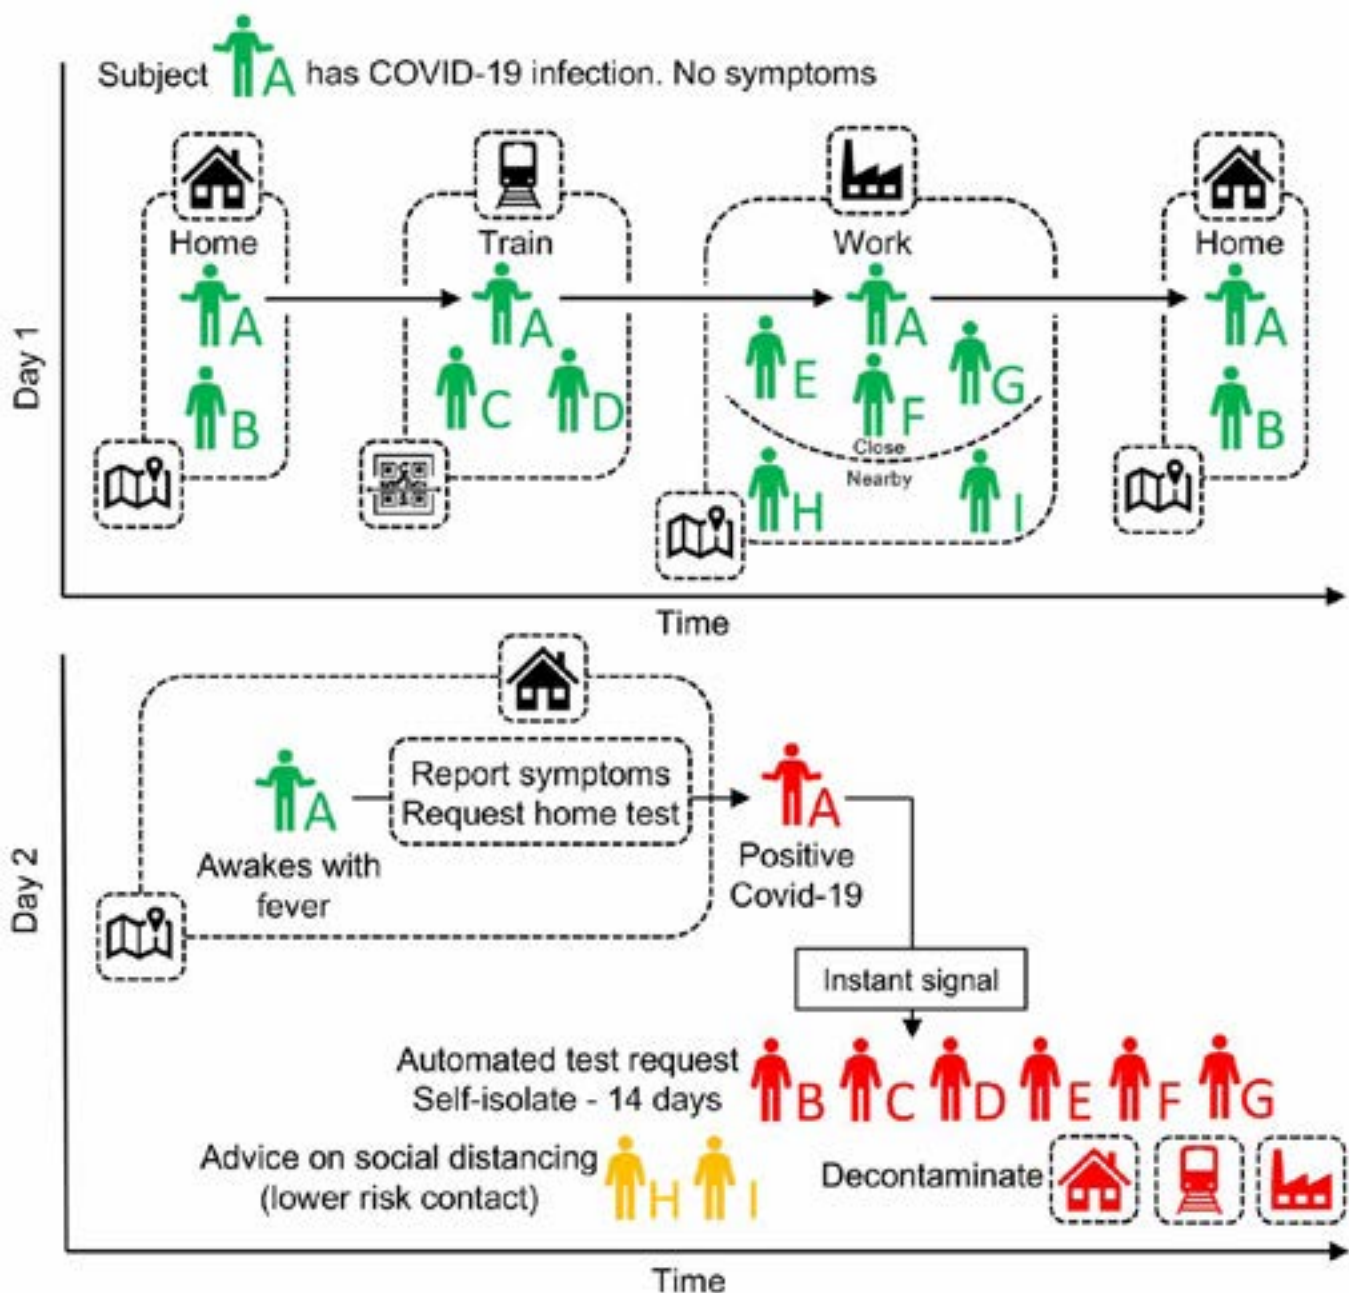 Subject A has COVID-19 infection. No symptoms
Day 1
Home
Train
Work
Home
A
A
A
A
B
C
D
E
F
G
B
Close
Nearby
H
I
Time
Day 2
Report symptoms
Request home test
A
A
Awakes with
fever
Positive
Covid-19
Instant signal
Automated test request
Self-isolate - 14 days
B C D E F G
Advice on social distancing
(lower risk contact)
H I
Decontaminate
Time